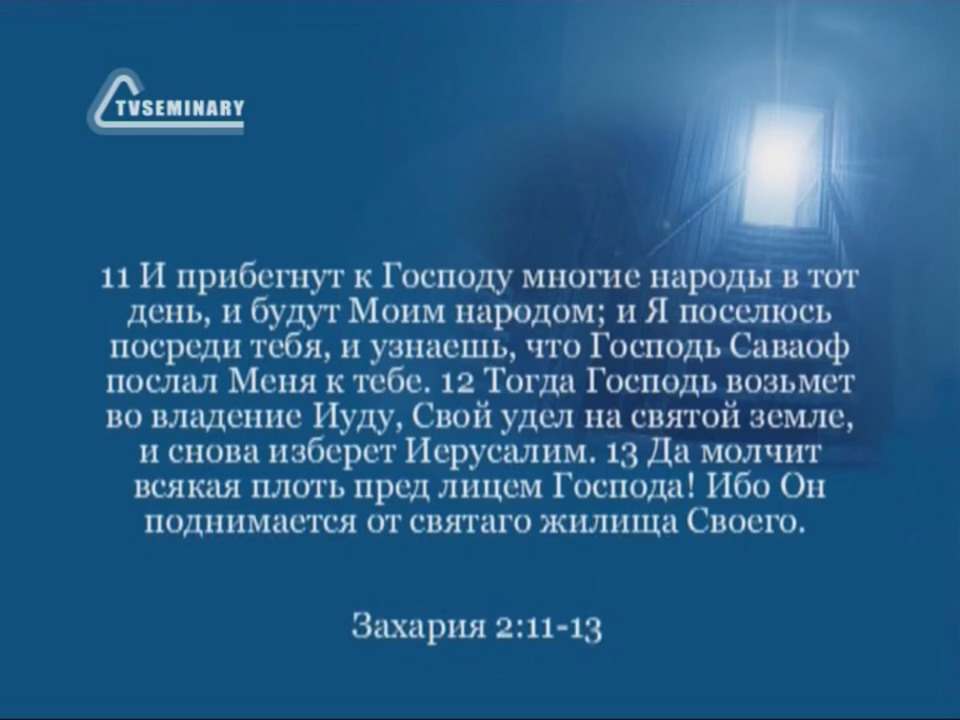 TVSEMINARY
11 И прибегнут к Господу многие народы в тот
день, и будут Моим народом; и Я поселюсь
посреди тебя, и узнаешь, что Господь Саваоф
послал Меня к тебе. 12 Тогда Господь возьмет
во владение Иуду, Свой удел на святой земле,
и снова изберет Иерусалим. 13 Да молчит
всякая плоть пред лицем Господа! Ибо Он
поднимается от святаго жилища Своего.
Захария 2:11-13